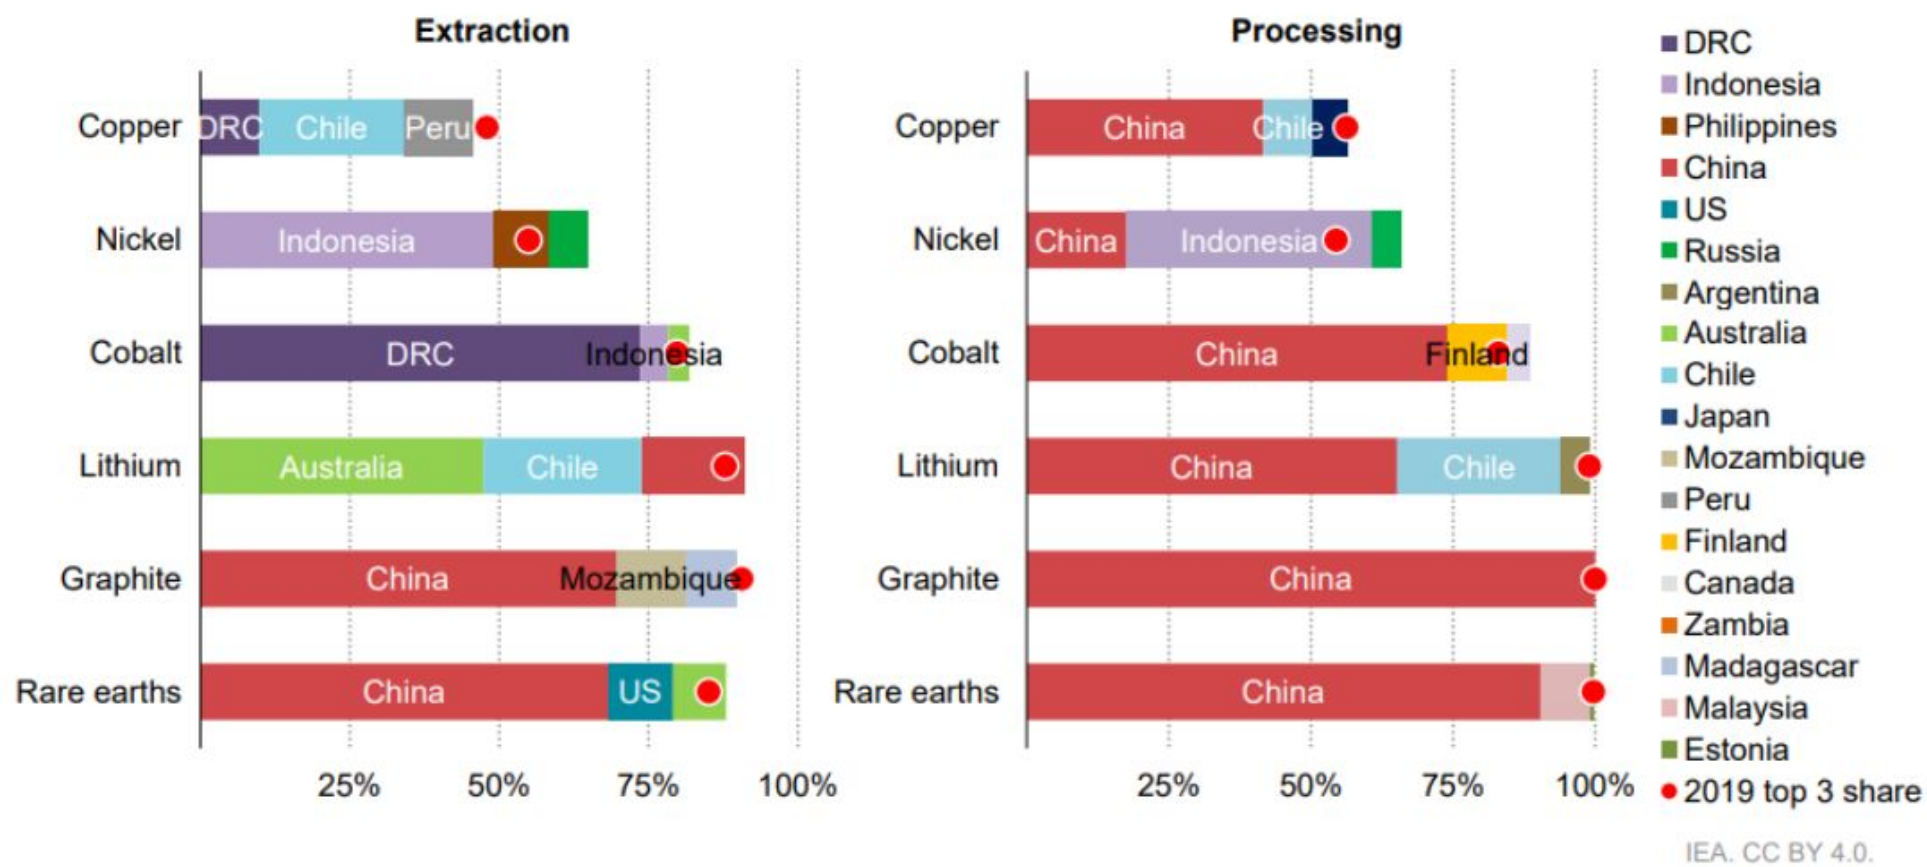 Extraction
Copper
DRC
Chile
Peru
Nickel
Indonesia
Cobalt
DRC
Indonesia
Lithium
Australia
Chile
Graphite
China
Mozambique
Rare earths
China
US
25%
50%
75%
100%
Processing
Copper
China
Chile
Nickel
China
Indonesia
Cobalt
China
Finland
Lithium
China
Chile
Graphite
China
Rare earths
China
25%
50%
75%
100%
DRC
Indonesia
Philippines
China
US
Russia
Argentina
Australia
Chile
Japan
Mozambique
Peru
Finland
Canada
Zambia
Madagascar
Malaysia
Estonia
2019 top 3 share
IEA. CC BY 4.0.